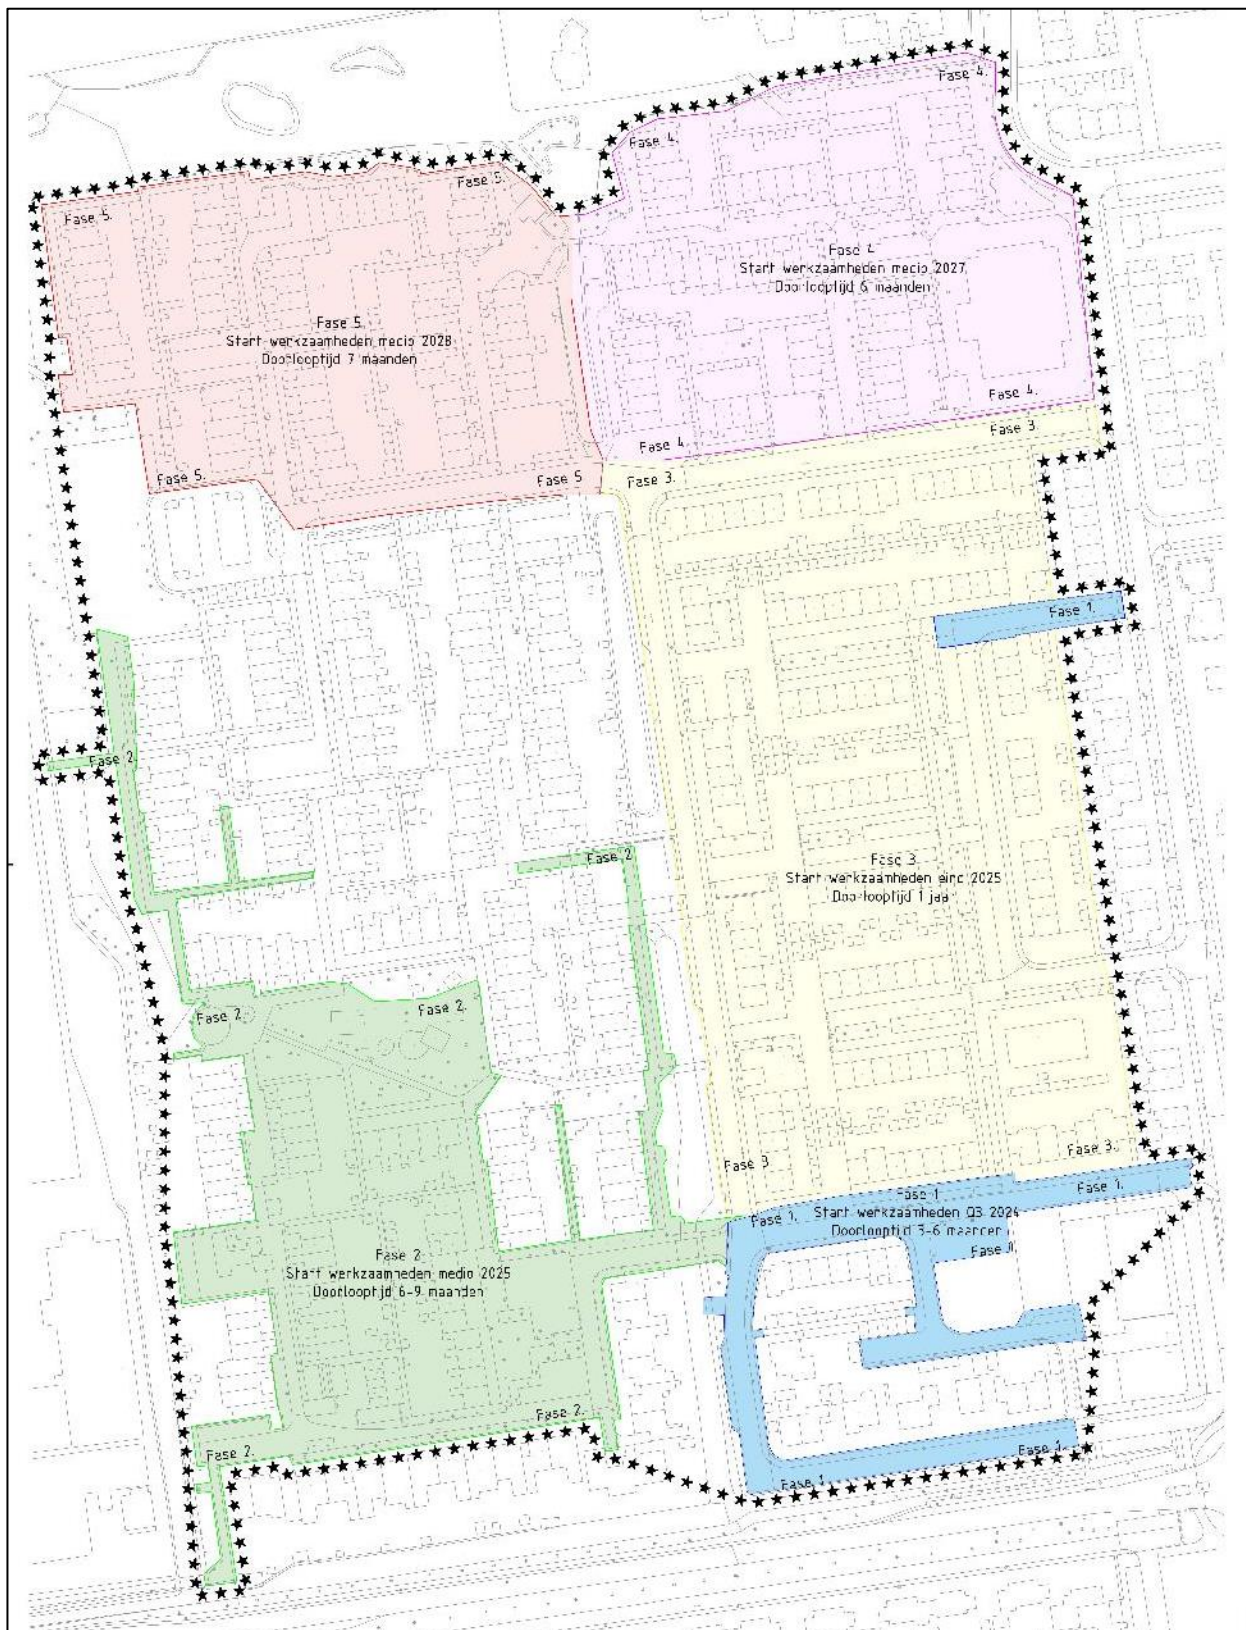 Fase 4.
Fase 4.
Fase 5.
Fase 5.
Fase 4
Start werkzaamheden medio 2027
Doorlooptijd 6 maanden
Fase 5
Start werkzaamheden medio 2028
Doorlooptijd 7 maanden
Fase 4.
Fase 3.
Fase 4
Fase 5.
Fase 5
Fase 3.
Fase 1.
Fase 2.
Fase 2
Fase 3
Start werkzaamheden eind 2025
Doorlooptijd 1 jaa
Fase 2
Fase 2.
Fase 3
Fase 3.
Fase 1.
Fase 1
Fase 1.
Start werkzaamheden Q3 2024
Doorlooptijd 3-6 maanden
Fase 1.
Fase 2
Start werkzaamheden medio 2025
Doorlooptijd 6-9 maanden
Fase 2.
Fase 2.
Fase 1
Fase 1